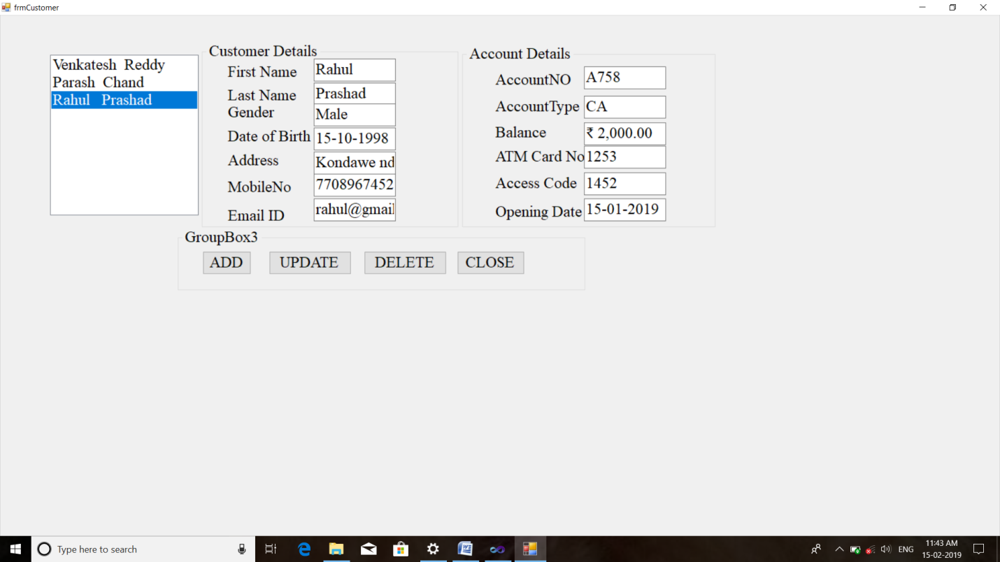 frmCustomer
Venkatesh Reddy
Parash Chand
Rahul Prashad
Customer Details
First Name Rahul
Last Name Prashad
Gender Male
Date of Birth 15-10-1998
Address Kondawe nd
MobileNo 7708967452
Email ID rahul@gmail
Account Details
AccountNO A758
AccountType CA
Balance ₹ 2,000.00
ATM Card No 1253
Access Code 1452
Opening Date 15-01-2019
GroupBox3
ADD UPDATE DELETE CLOSE
Type here to search
ENG
11:43 AM
15-02-2019